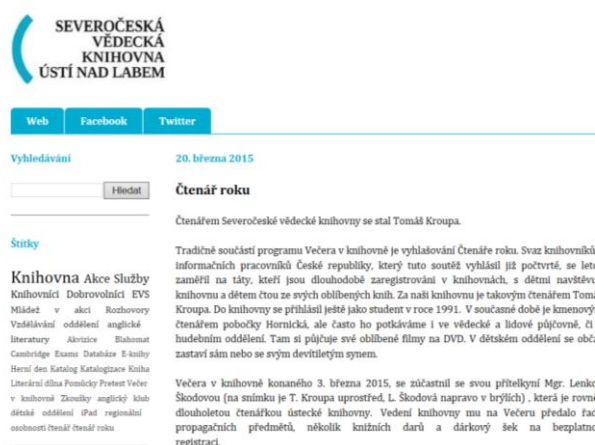 SEVEROČESKÁ
VĚDECKÁ
KNIHOVNA
ÚSTÍ NAD LABEM
Web Facebook Twitter
Vyhledávání
Hledat
Štítky
Knihovna Akce Služby
Knihovníci Dobrovolníci EVS
Mládež v akci Rozhovory
Vzdělávání oddělení anglické
literatury Akvizice Blahomat
Cambridge Exams Databáze E-knihy
Herní den Katalog Katalogizace Kniha
Literární dílna Pomůcky Pretest Večer
v knihovně Zkoušky anglický klub
dětské oddělení iPad regionální
osobnosti čtenář čtenář roku
20. března 2015
Čtenář roku
Čtenářem Severočeské vědecké knihovny se stal Tomáš Kroupa.
Tradičně součástí programu Večera v knihovně je vyhlašování Čtenáře roku. Svaz knihovníků
informačních pracovníků České republiky, který tuto soutěž vyhlásil již počtvrté, se leto
zaměřil na táty, kteří jsou dlouhodobě zaregistrováni v knihovnách, s dětmi navštěvu
knihovnu a dětem čtou ze svých oblíbených knih. Za naši knihovnu je takovým čtenářem Tomá
Kroupa. Do knihovny se přihlásil ještě jako student v roce 1991. V současné době je kmenovým
čtenářem pobočky Hornická, ale často ho potkáváme i ve vědecké a lidové půjčovně, či
hudebním oddělení. Tam si půjčuje své oblíbené filmy na DVD. V dětském oddělení se obča
zastaví sám nebo se svým devítiletým synem.
Večera v knihovně konaného 3. března 2015, se zúčastnil se svou přítelkyní Mgr. Lenko
Škodovou (na snímku je T. Kroupa uprostřed, L. Škodová napravo v brýlích) , která je rovně
dlouholetou čtenářkou ústecké knihovny. Vedení knihovny mu na Večeru předalo řad
propagačních předmětů, několik knižních darů a dárkový šek na bezplatno
registraci.